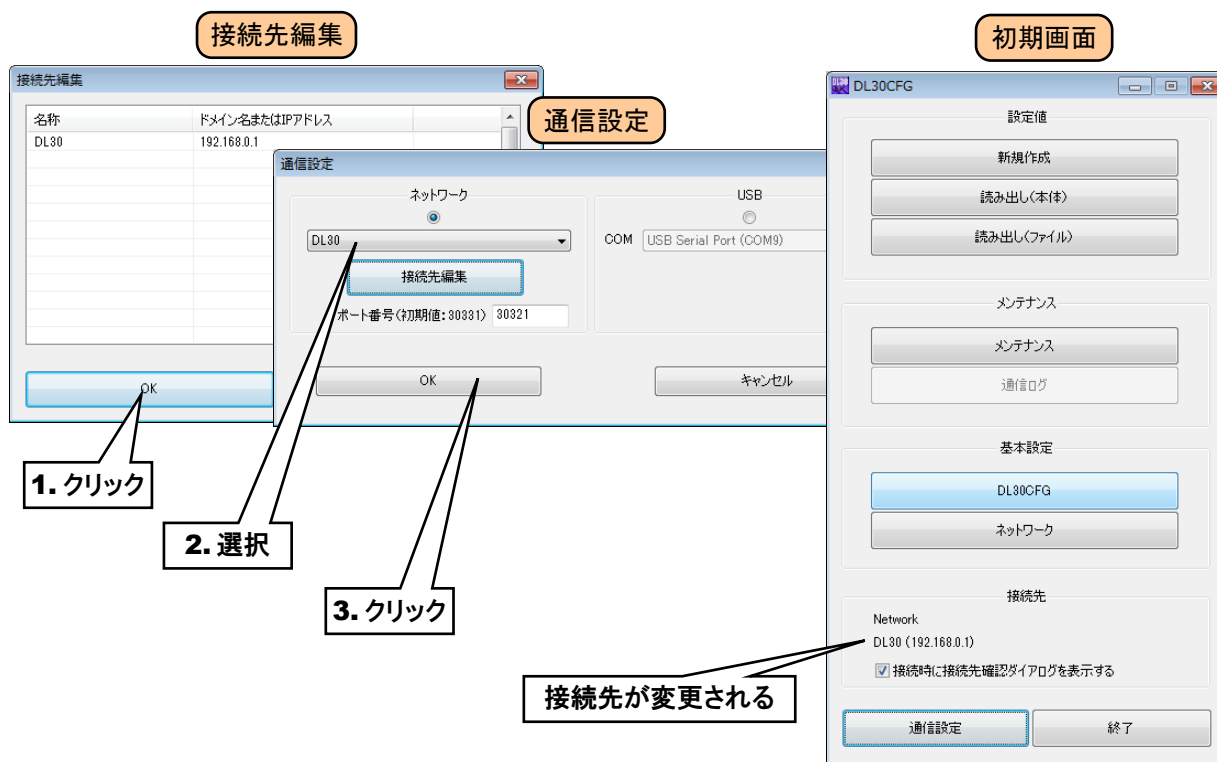 接続先編集
接続先編集
名称 ドメイン名またはIPアドレス
DL30 192.168.0.1
OK
1. クリック
通信設定
通信設定
ネットワーク
DL30
接続先編集
ポート番号(初期値:30331) 30321
USB
COM USB Serial Port (COM9)
OK
キャンセル
2. 選択
3. クリック
初期画面
DL30CFG
設定値
新規作成
読み出し(本体)
読み出し(ファイル)
メンテナンス
メンテナンス
通信ログ
基本設定
DL30CFG
ネットワーク
接続先
Network
DL30 (192.168.0.1)
接続時に接続先確認ダイアログを表示する
接続先が変更される
通信設定
終了